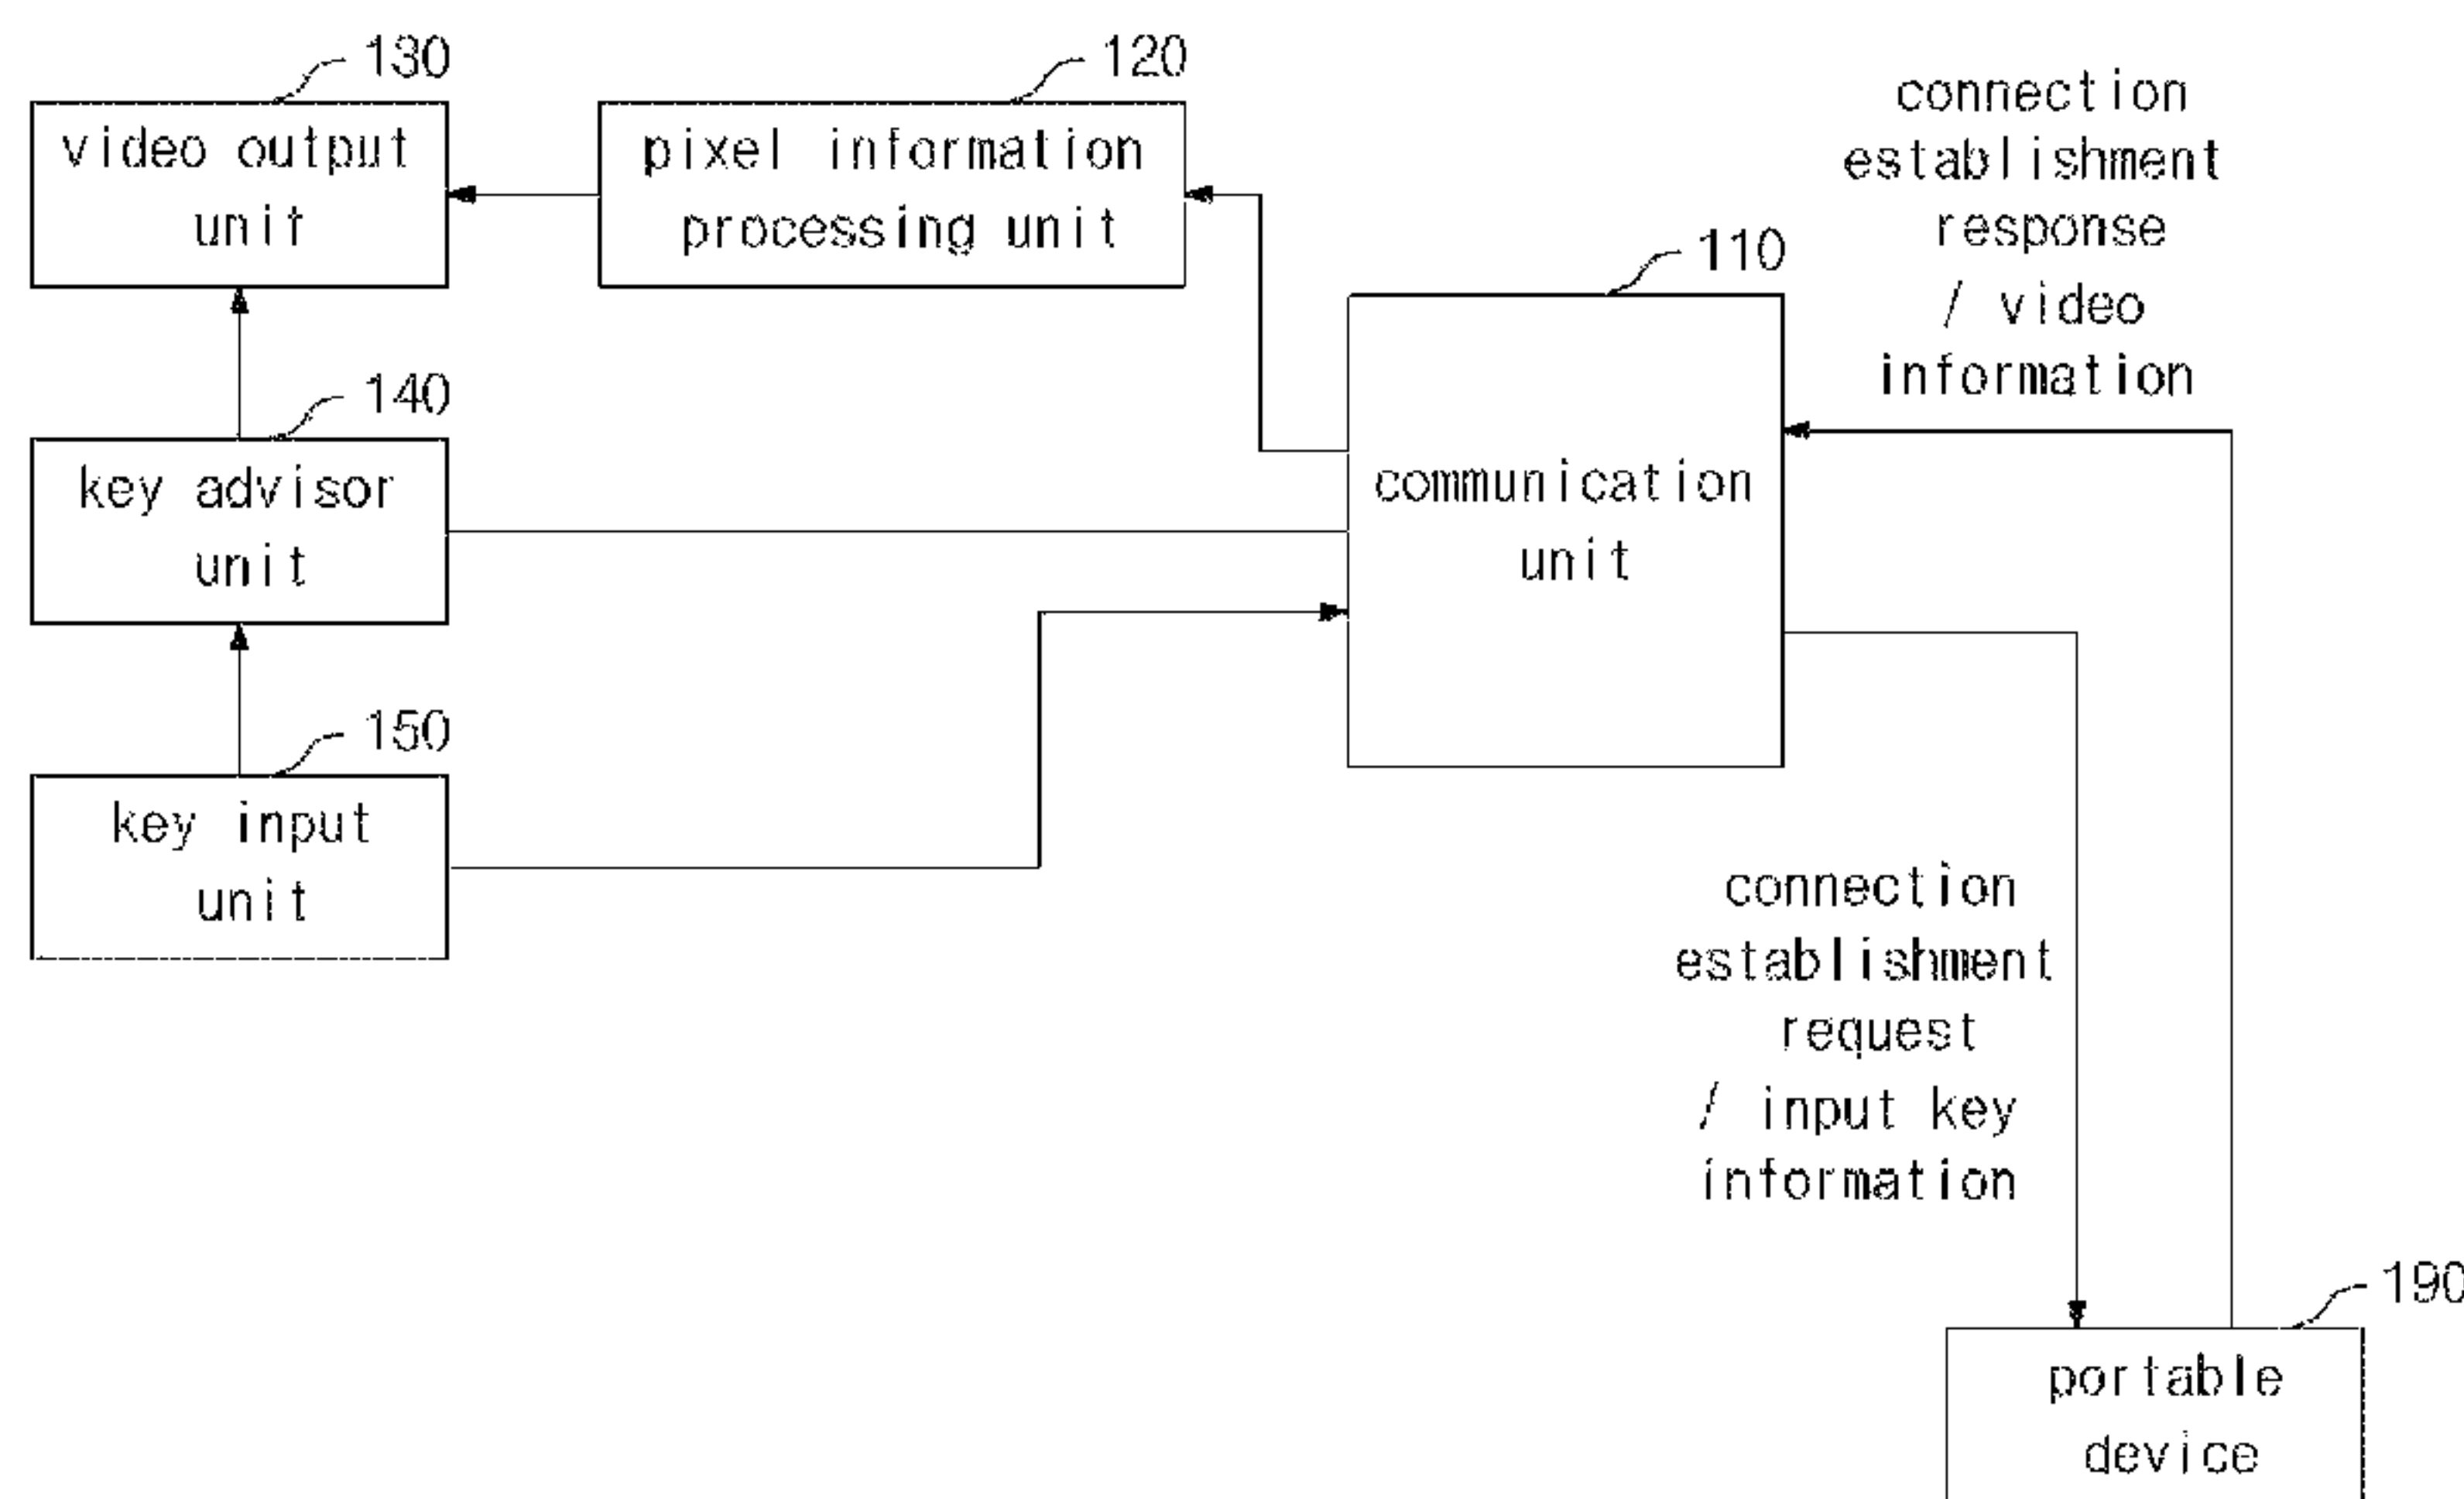 130
video output
unit
120
pixel information
processing unit
connection
establishment
response
/ video
information
110
communication
unit
140
key advisor
unit
150
key input
unit
connection
establishment
request
/ input key
information
190
portable
device